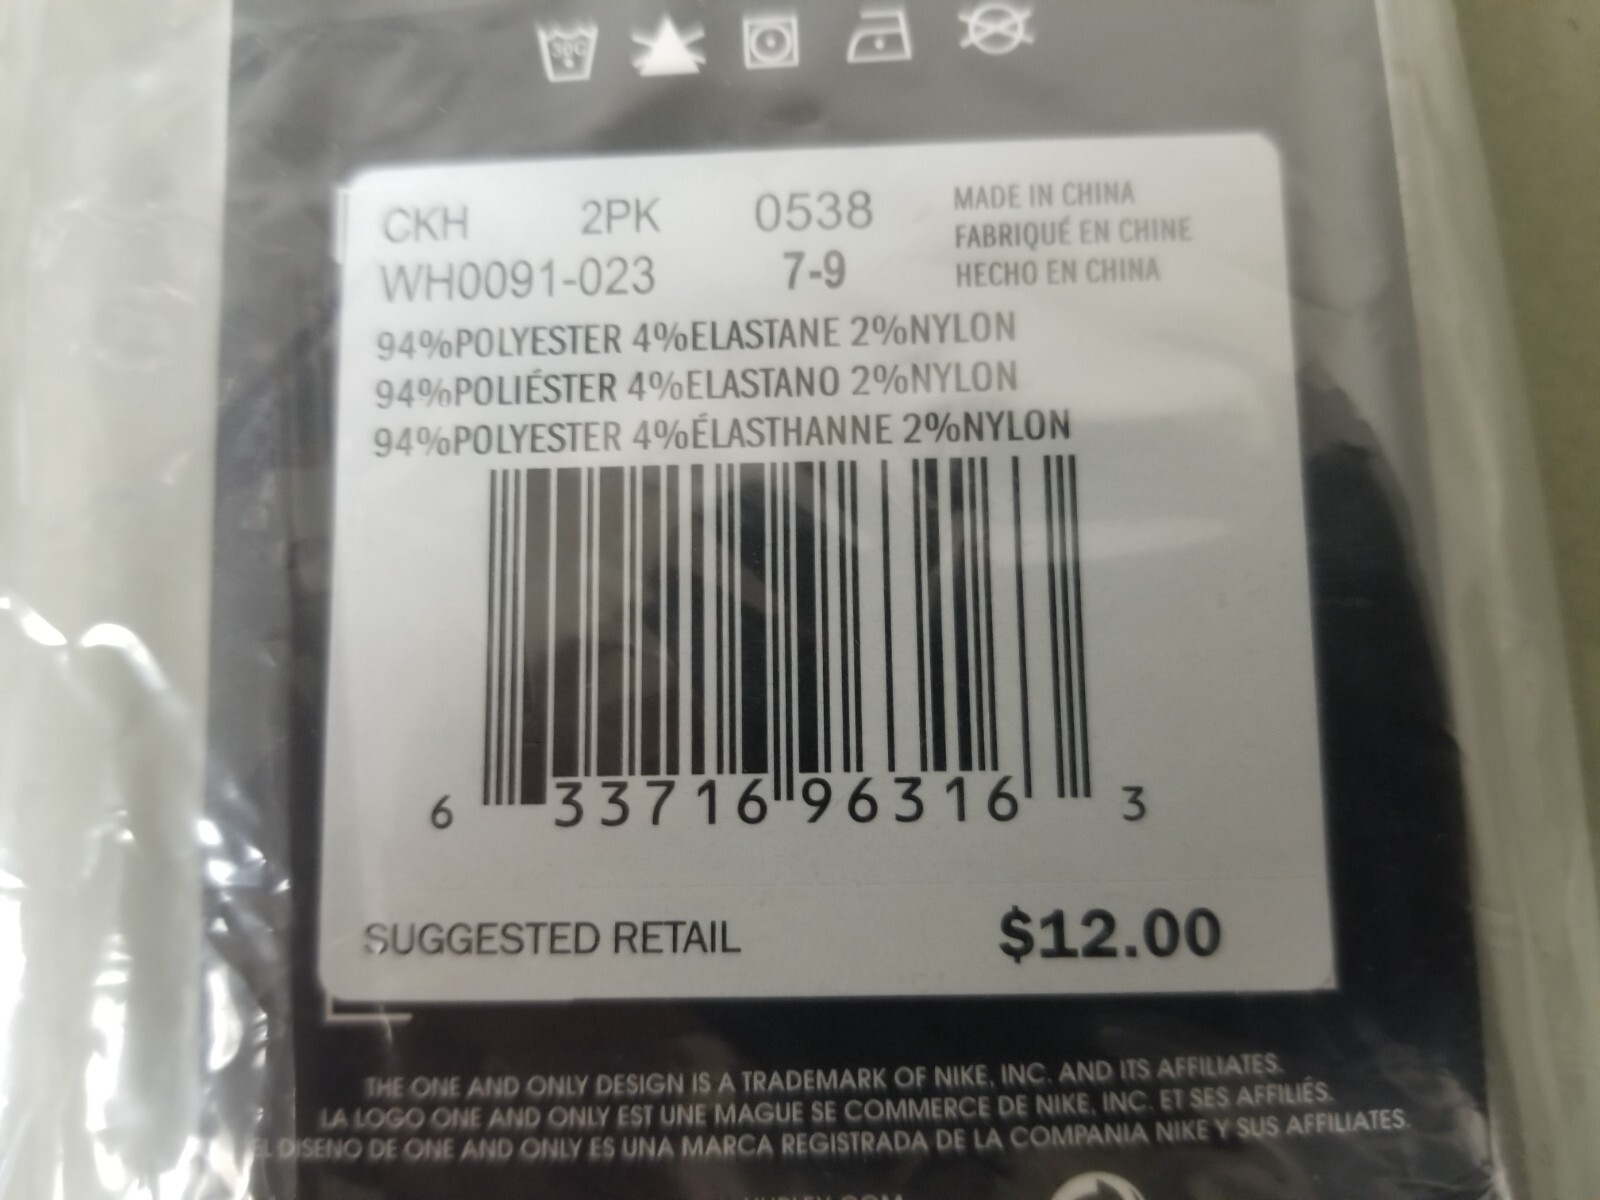 30C
CKH 2PK 0538
WH0091-023 7-9
MADE IN CHINA
FABRIQUÉ EN CHINE
HECHO EN CHINA
94%POLYESTER 4%ELASTANE 2%NYLON
94%POLIÉSTER 4%ELASTANO 2%NYLON
94%POLYESTER 4%ÉLASTHANNE 2%NYLON
6 33716 96316 3
SUGGESTED RETAIL $12.00
THE ONE AND ONLY DESIGN IS A TRADEMARK OF NIKE, INC. AND ITS AFFILIATES.
LA LOGO ONE AND ONLY EST UNE MAGUE SE COMMERCE DE NIKE, INC. ET SES AFFILIÉS.
EL DISENO DE ONE AND ONLY ES UNA MARCA REGISTRADA DE LA COMPANIA NIKE Y SUS AFFILIATES.